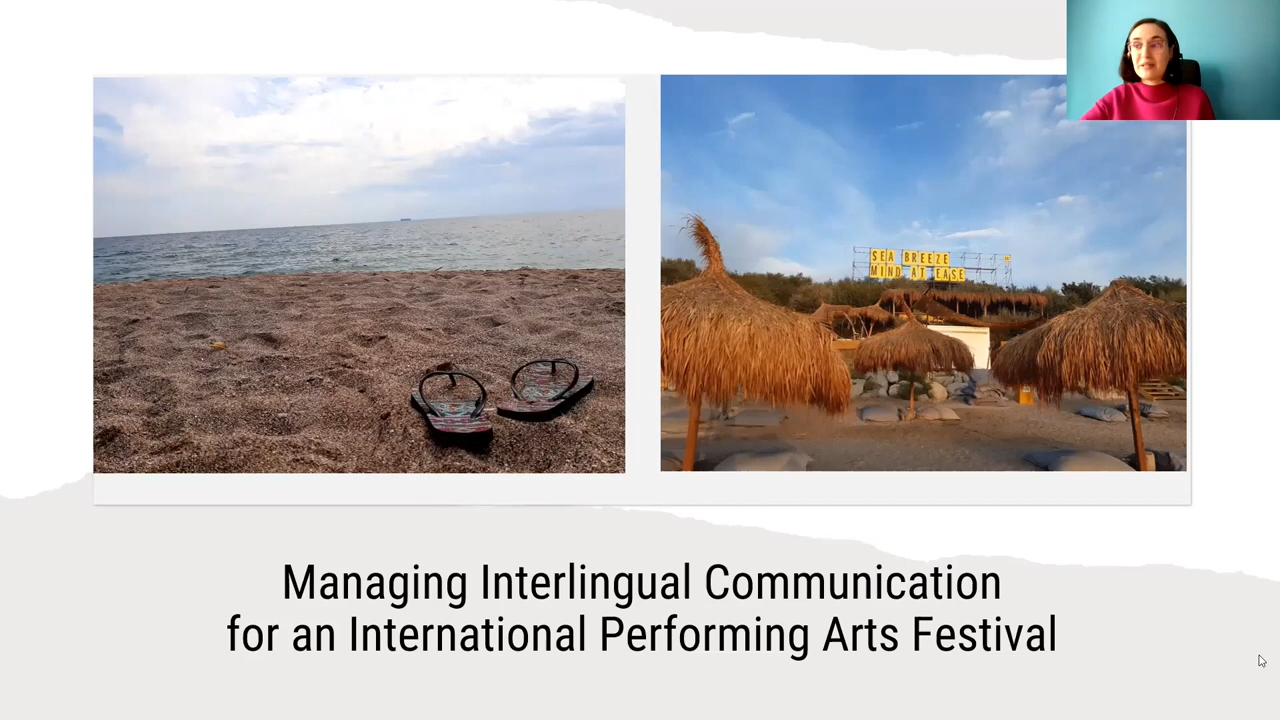 SEA BREEZE
MIND AT EASE
Managing Interlingual Communication
for an International Performing Arts Festival